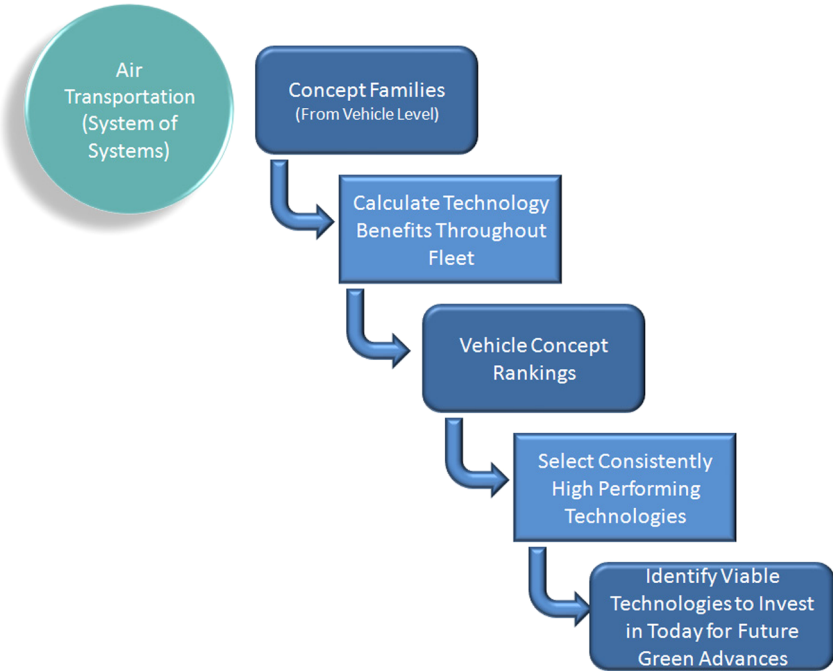 Air
Transportation
(System of
Systems)
Concept Families
(From Vehicle Level)
Calculate Technology
Benefits Throughout
Fleet
Vehicle Concept
Rankings
Select Consistently
High Performing
Technologies
Identify Viable
Technologies to Invest
in Today for Future
Green Advances